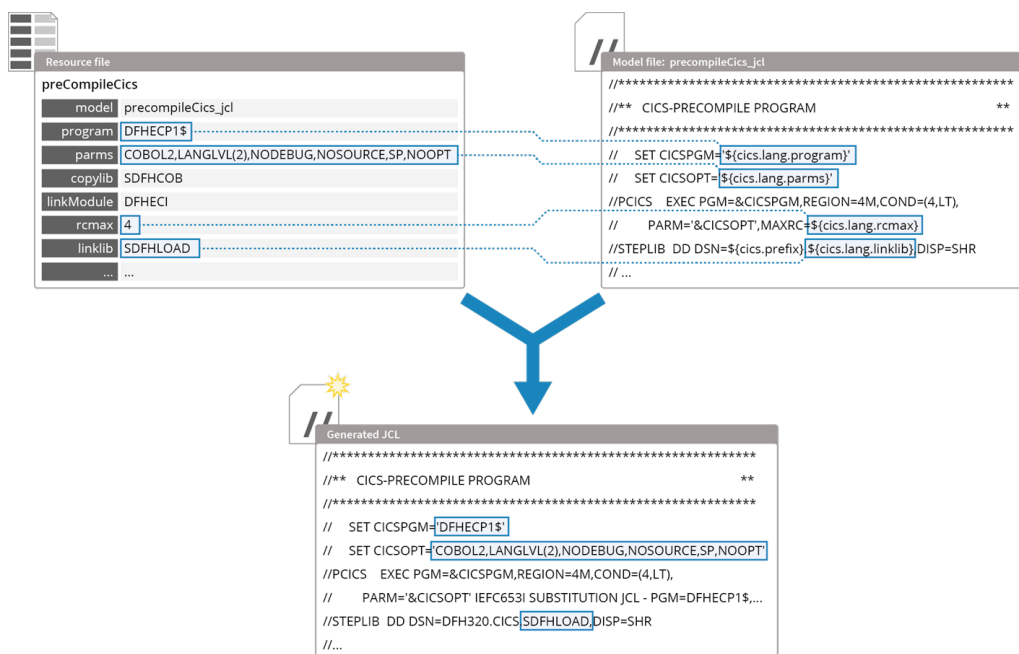 Resource file
preCompileCics
model precompileCics_jcl
program DFHECP1$
parms COBOL2,LANGLVL(2),NODEBUG,NOSOURCE,SP,NOOPT
copylib SDFHCOB
linkModule DFHECI
rcmax 4
linklib SDFHLOAD
... ...
//
Model file: precompileCics_jcl
//********************************************************
//** CICS-PRECOMPILE PROGRAM **
//********************************************************
// SET CICSPGM='${cics.lang.program}'
// SET CICSOPT='${cics.lang.parms}'
//PCICS EXEC PGM=&CICSPGM,REGION=4M,COND=(4,LT),
// PARM='&CICSOPT',MAXRC=${cics.lang.rcmax}
//STEPLIB DD DSN=${cics.prefix}.${cics.lang.linklib},DISP=SHR
// ...
//
Generated JCL
//********************************************************
//** CICS-PRECOMPILE PROGRAM **
//********************************************************
// SET CICSPGM='DFHECP1$'
// SET CICSOPT='COBOL2,LANGLVL(2),NODEBUG,NOSOURCE,SP,NOOPT'
//PCICS EXEC PGM=&CICSPGM,REGION=4M,COND=(4,LT),
// PARM='&CICSOPT' IEFC653I SUBSTITUTION JCL - PGM=DFHECP1$,...
//STEPLIB DD DSN=DFH320.CICS.SDFHLOAD,DISP=SHR
//...